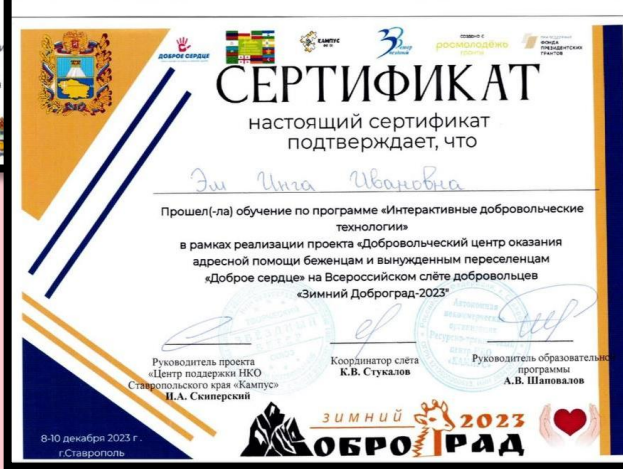 ДОБРОЕ СЕРДЦЕ
КАМПУС
создано с
росмолодёжь
ФОНДА
ПРЕЗИДЕНТСКИХ
ГРАНТОВ
СЕРТИФИКАТ
настоящий сертификат
подтверждает, что
Эм Инга Ивановна
Прошел(-ла) обучение по программе «Интерактивные добровольческие
технологии»
в рамках реализации проекта «Добровольческий центр оказания
адресной помощи беженцам и вынужденным переселенцам
«Доброе сердце» на Всероссийском слёте добровольцев
«Зимний Доброград-2023"
Руководитель проекта
«Центр поддержки НКО
Ставропольского края «Кампус»
И.А. Скиперский
Координатор слёта
К.В. Стукалов
Руководитель образовательно
программы
А.В. Шаповалов
ЗИМНИЙ 2023
ДОБРОГРАД
8-10 декабря 2023 г.
г.Ставрополь